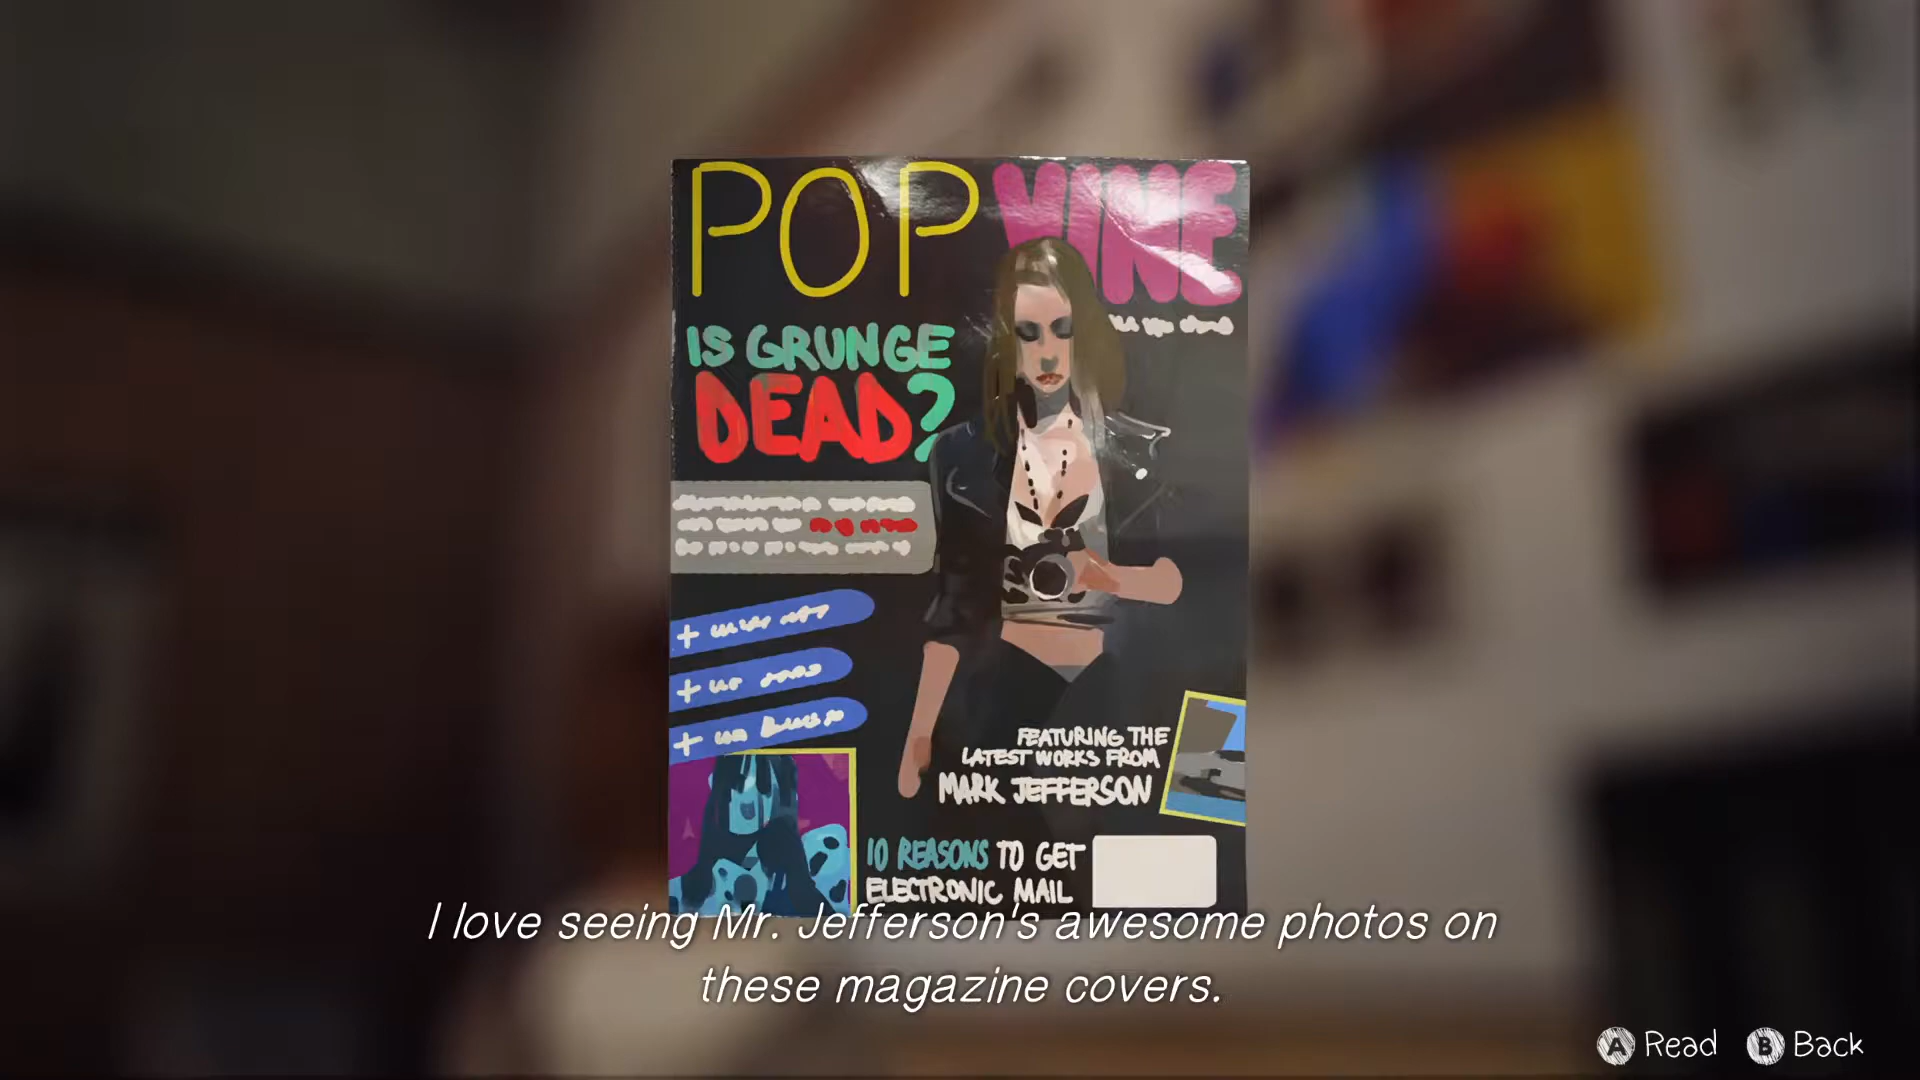 POP VINE
IS GRUNGE
DEAD?
FEATURING THE
LATEST WORKS FROM
MARK JEFFERSON
10 REASONS TO GET
ELECTRONIC MAIL
I love seeing Mr. Jefferson's awesome photos on
these magazine covers.
A Read B Back